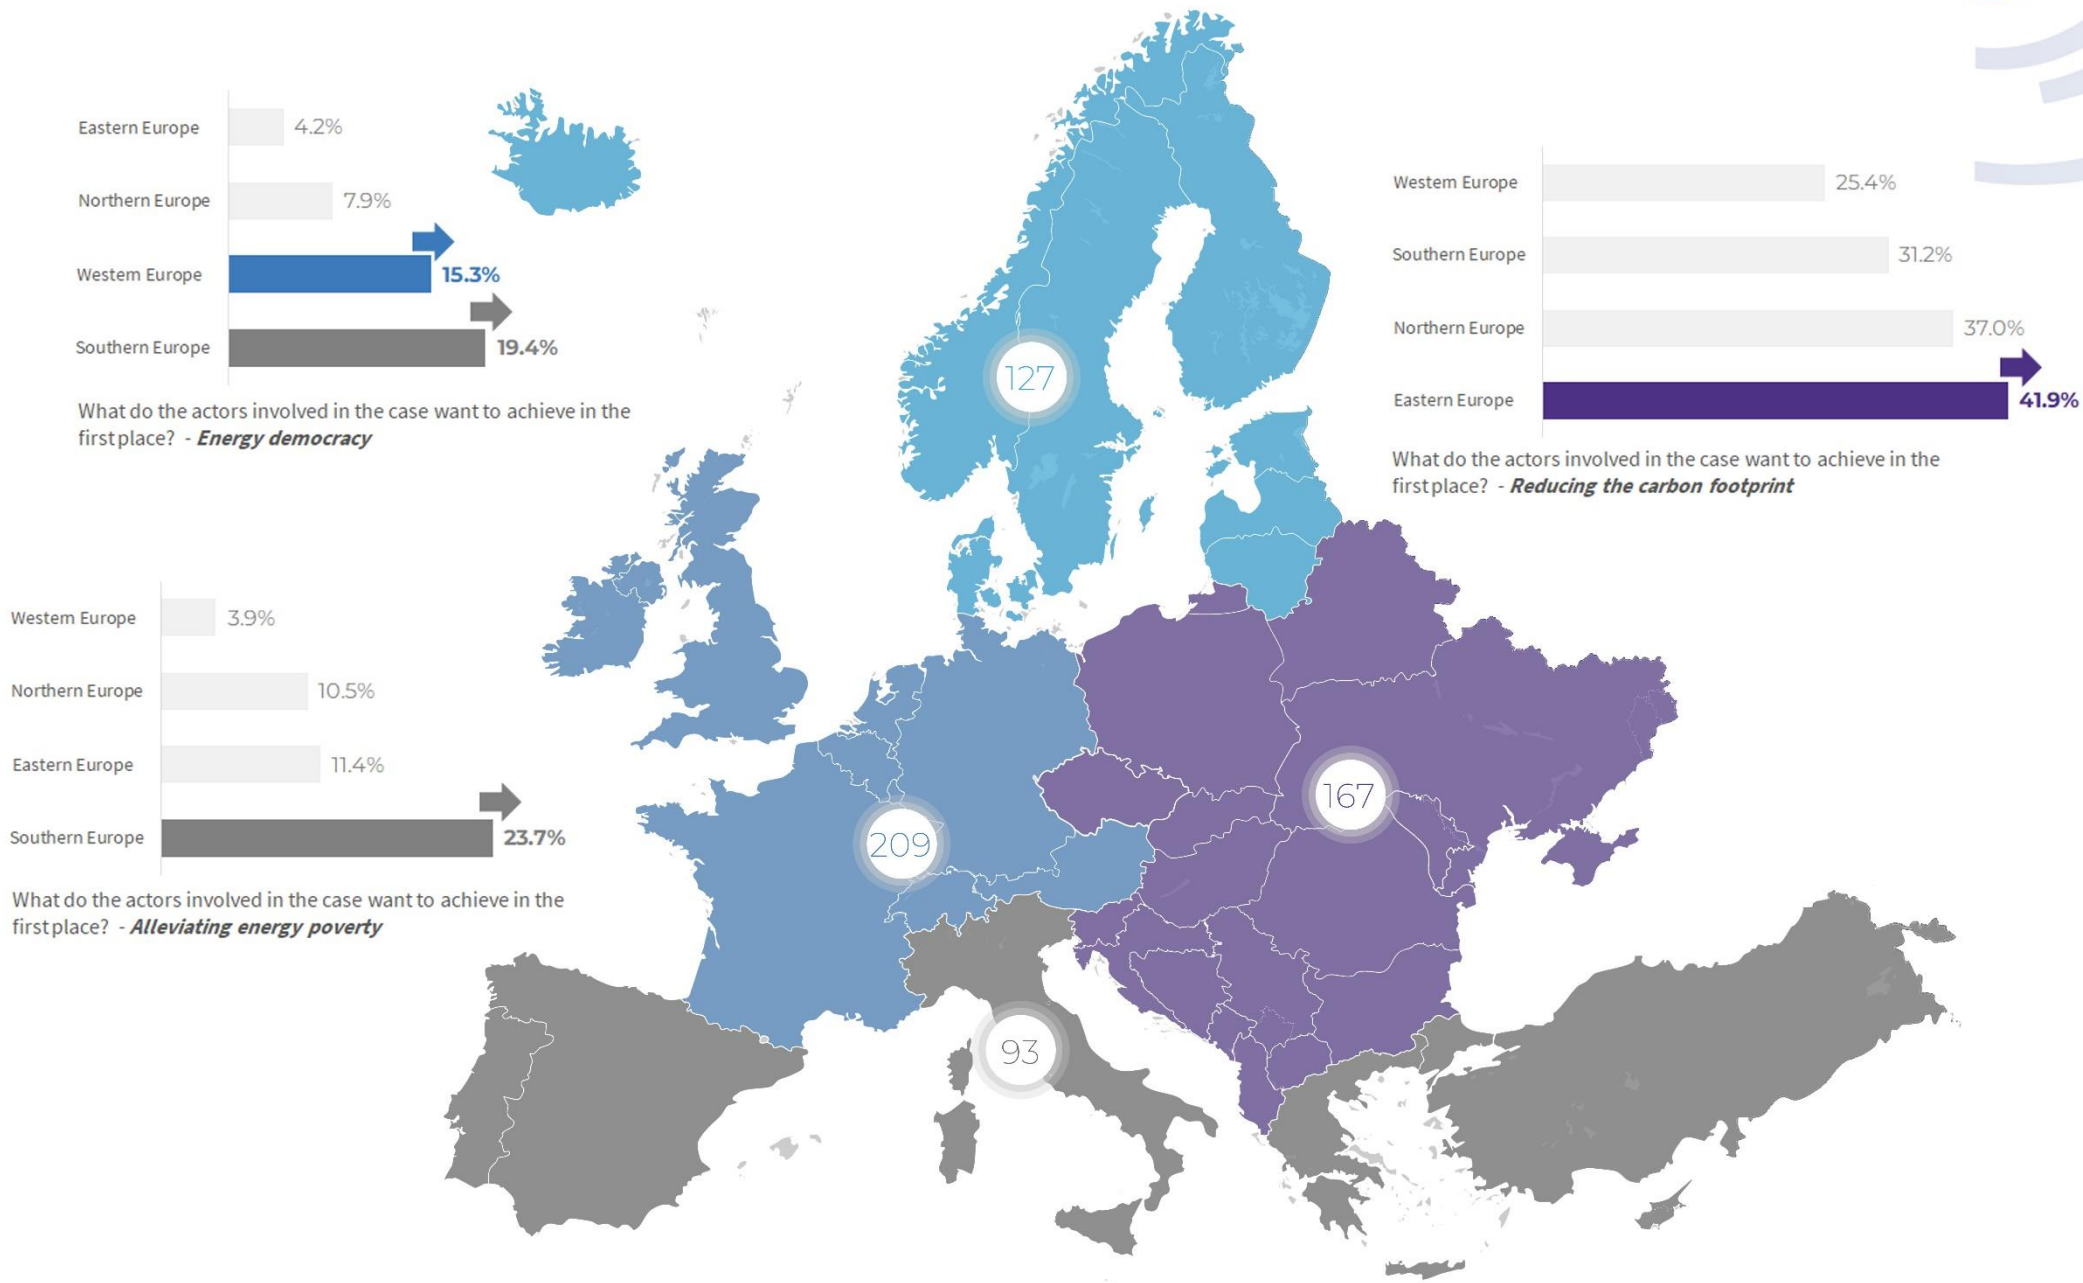 Eastern Europe 4.2%
Northern Europe 7.9%
Western Europe 15.3%
Southern Europe 19.4%
What do the actors involved in the case want to achieve in the
first place? - Energy democracy
Western Europe 25.4%
Southern Europe 31.2%
Northern Europe 37.0%
Eastern Europe 41.9%
What do the actors involved in the case want to achieve in the
first place? - Reducing the carbon footprint
Western Europe 3.9%
Northern Europe 10.5%
Eastern Europe 11.4%
Southern Europe 23.7%
What do the actors involved in the case want to achieve in the
first place? - Alleviating energy poverty
127
167
209
93